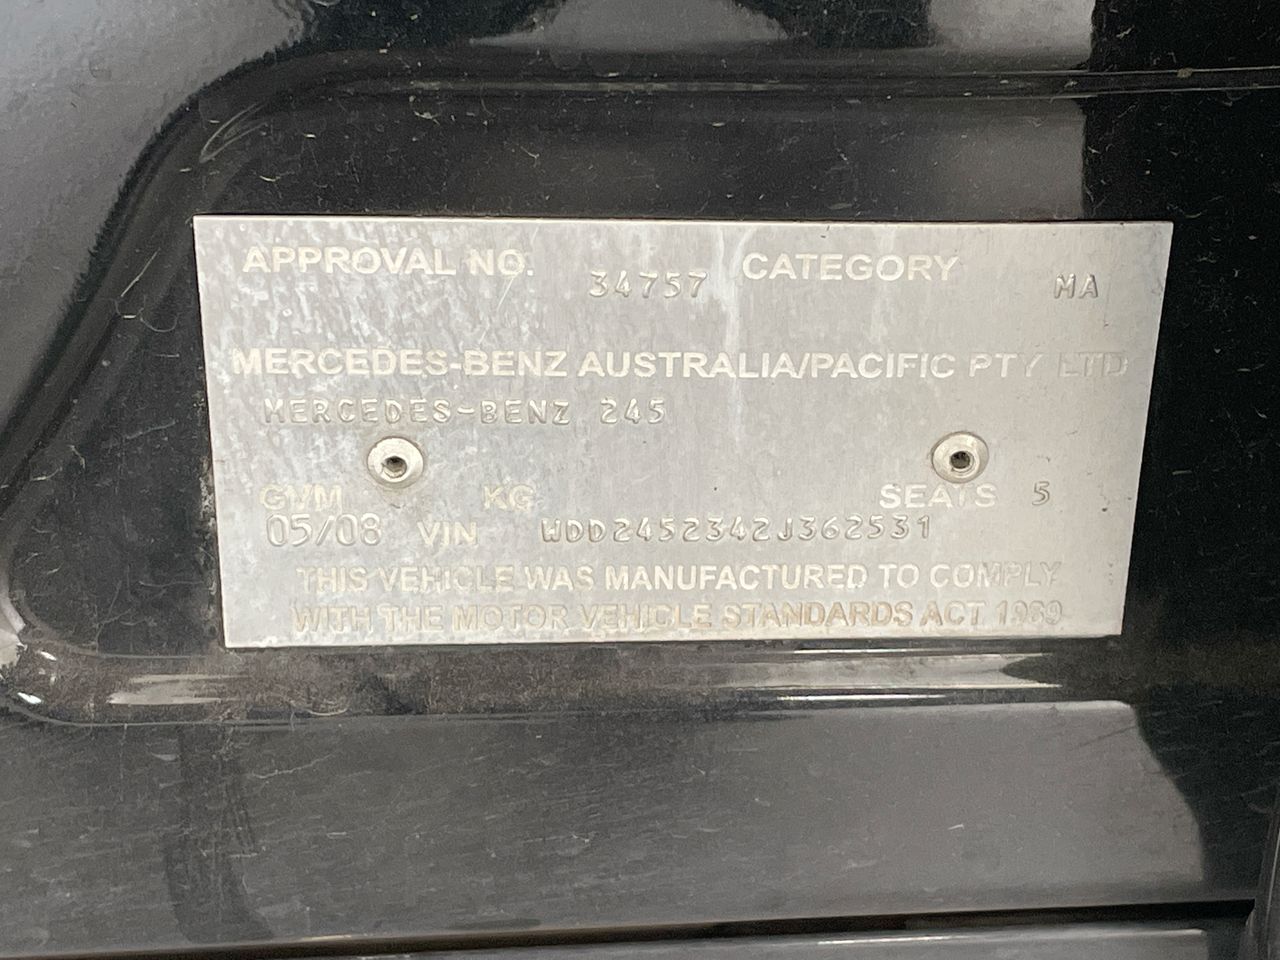 APPROVAL NO. 34757 CATEGORY MA
MERCEDES-BENZ AUSTRALIA/PACIFIC PTY LTD
MERCEDES-BENZ 245
GVM KG SEATS 5
05/08 VIN WDD2452342J362531
THIS VEHICLE WAS MANUFACTURED TO COMPLY
WITH THE MOTOR VEHICLE STANDARDS ACT 1989